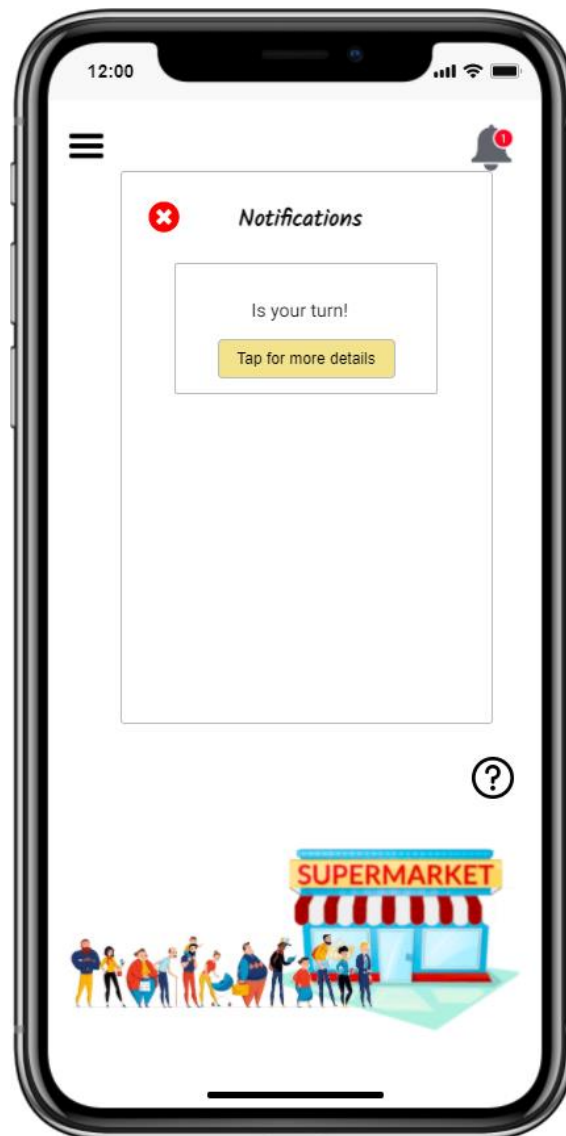 12:00
1
Notifications
Is your turn!
Tap for more details
?
SUPERMARKET